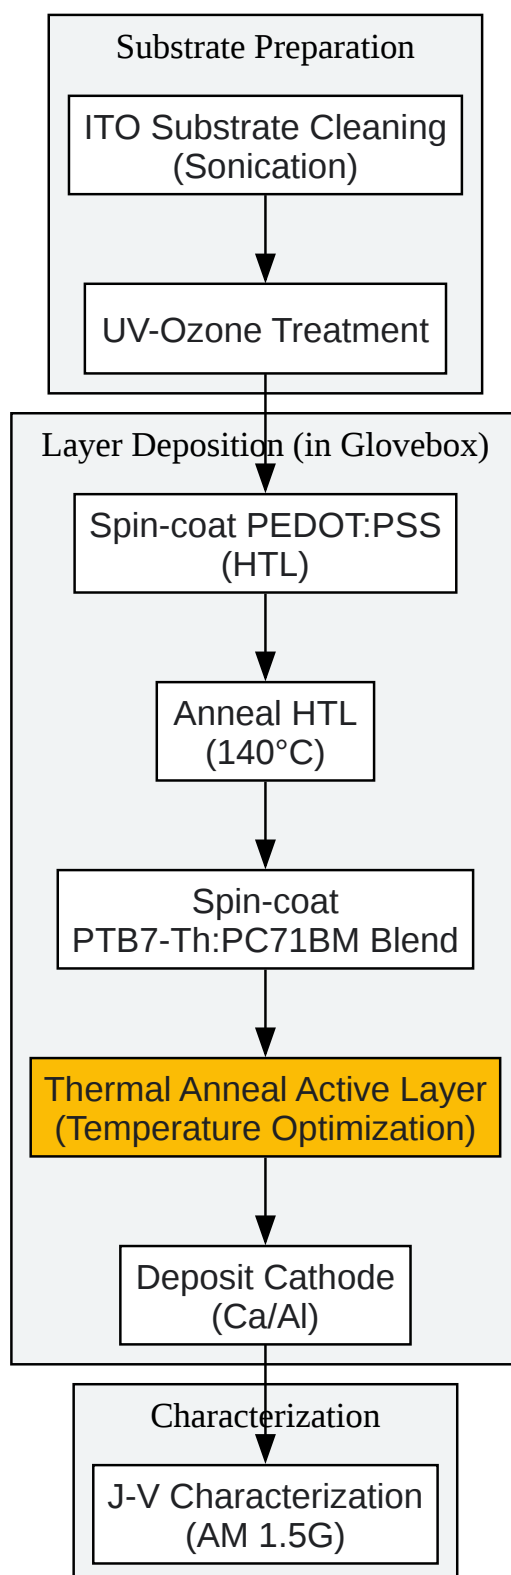 Substrate Preparation
ITO Substrate Cleaning
(Sonication)
UV-Ozone Treatment
Layer Deposition (in Glovebox)
Spin-coat PEDOT:PSS
(HTL)
Anneal HTL
(140°C)
Spin-coat
PTB7-Th:PC71BM Blend
Thermal Anneal Active Layer
(Temperature Optimization)
Deposit Cathode
(Ca/Al)
Characterization
J-V Characterization
(AM 1.5G)